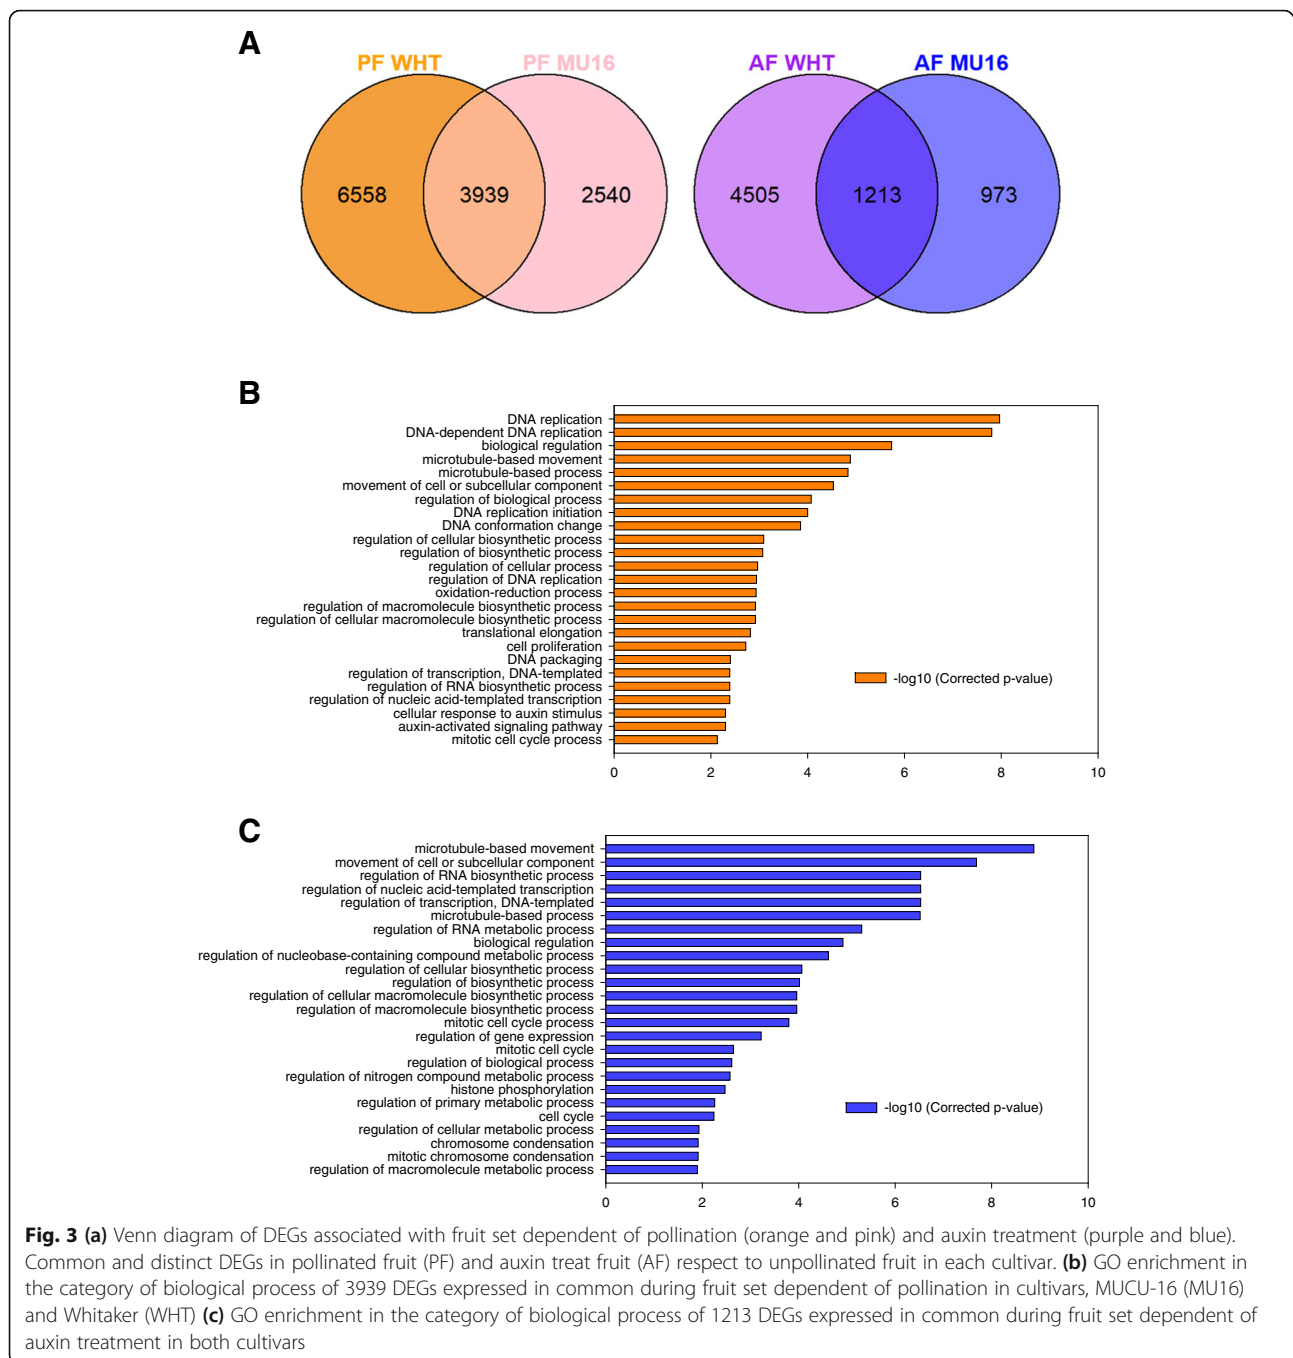 A
PF WHT PF MU16 AF WHT AF MU16
6558 3939 2540 4505 1213 973
B
DNA replication
DNA-dependent DNA replication
biological regulation
microtubule-based movement
microtubule-based process
movement of cell or subcellular component
regulation of biological process
DNA replication initiation
DNA conformation change
regulation of cellular biosynthetic process
regulation of biosynthetic process
regulation of cellular process
regulation of DNA replication
oxidation-reduction process
regulation of macromolecule biosynthetic process
regulation of cellular macromolecule biosynthetic process
translational elongation
cell proliferation
DNA packaging
regulation of transcription, DNA-templated
regulation of RNA biosynthetic process
regulation of nucleic acid-templated transcription
cellular response to auxin stimulus
auxin-activated signaling pathway
mitotic cell cycle process
-log10 (Corrected p-value)
0 2 4 6 8 10
C
microtubule-based movement
movement of cell or subcellular component
regulation of RNA biosynthetic process
regulation of nucleic acid-templated transcription
regulation of transcription, DNA-templated
microtubule-based process
regulation of RNA metabolic process
biological regulation
regulation of nucleobase-containing compound metabolic process
regulation of cellular biosynthetic process
regulation of biosynthetic process
regulation of cellular macromolecule biosynthetic process
regulation of macromolecule biosynthetic process
mitotic cell cycle process
regulation of gene expression
mitotic cell cycle
regulation of biological process
regulation of nitrogen compound metabolic process
histone phosphorylation
regulation of primary metabolic process
cell cycle
regulation of cellular metabolic process
chromosome condensation
mitotic chromosome condensation
regulation of macromolecule metabolic process
-log10 (Corrected p-value)
0 2 4 6 8 10
Fig. 3 (a) Venn diagram of DEGs associated with fruit set dependent of pollination (orange and pink) and auxin treatment (purple and blue).
Common and distinct DEGs in pollinated fruit (PF) and auxin treat fruit (AF) respect to unpollinated fruit in each cultivar. (b) GO enrichment in
the category of biological process of 3939 DEGs expressed in common during fruit set dependent of pollination in cultivars, MUCU-16 (MU16)
and Whitaker (WHT) (c) GO enrichment in the category of biological process of 1213 DEGs expressed in common during fruit set dependent of
auxin treatment in both cultivars